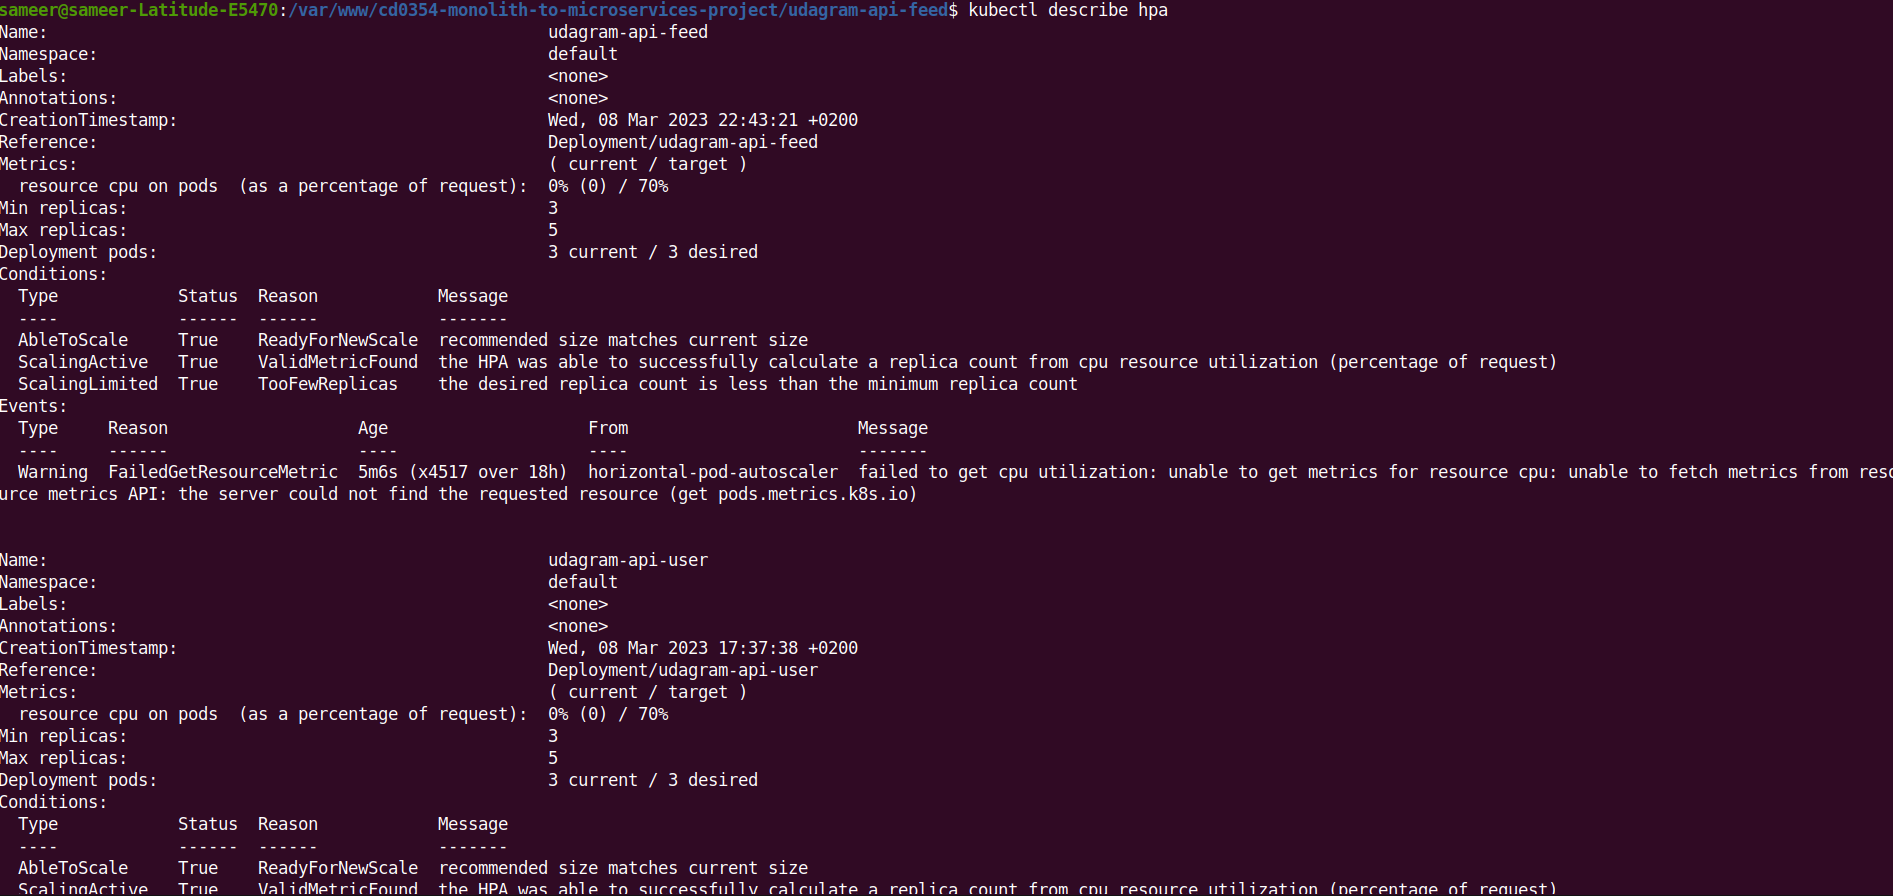 sameer@sameer-Latitude-E5470:/var/www/cd0354-monolith-to-microservices-project/udagram-api-feed$ kubectl describe hpa
Name:                                                  udagram-api-feed
Namespace:                                             default
Labels:                                                <none>
Annotations:                                           <none>
CreationTimestamp:                                     Wed, 08 Mar 2023 22:43:21 +0200
Reference:                                             Deployment/udagram-api-feed
Metrics:                                               ( current / target )
  resource cpu on pods  (as a percentage of request):  0% (0) / 70%
Min replicas:                                          3
Max replicas:                                          5
Deployment pods:                                       3 current / 3 desired
Conditions:
  Type            Status  Reason            Message
  ----            ------  ------            -------
  AbleToScale     True    ReadyForNewScale  recommended size matches current size
  ScalingActive   True    ValidMetricFound  the HPA was able to successfully calculate a replica count from cpu resource utilization (percentage of request)
  ScalingLimited  True    TooFewReplicas    the desired replica count is less than the minimum replica count
Events:
  Type     Reason                   Age                    From                       Message
  ----     ------                   ----                   ----                       -------
  Warning  FailedGetResourceMetric  5m6s (x4517 over 18h)  horizontal-pod-autoscaler  failed to get cpu utilization: unable to get metrics for resource cpu: unable to fetch metrics from reso
urce metrics API: the server could not find the requested resource (get pods.metrics.k8s.io)
Name:                                                  udagram-api-user
Namespace:                                             default
Labels:                                                <none>
Annotations:                                           <none>
CreationTimestamp:                                     Wed, 08 Mar 2023 17:37:38 +0200
Reference:                                             Deployment/udagram-api-user
Metrics:                                               ( current / target )
  resource cpu on pods  (as a percentage of request):  0% (0) / 70%
Min replicas:                                          3
Max replicas:                                          5
Deployment pods:                                       3 current / 3 desired
Conditions:
  Type            Status  Reason            Message
  ----            ------  ------            -------
  AbleToScale     True    ReadyForNewScale  recommended size matches current size
  ScalingActive   True    ValidMetricFound  the HPA was able to successfully calculate a replica count from cpu resource utilization (percentage of request)